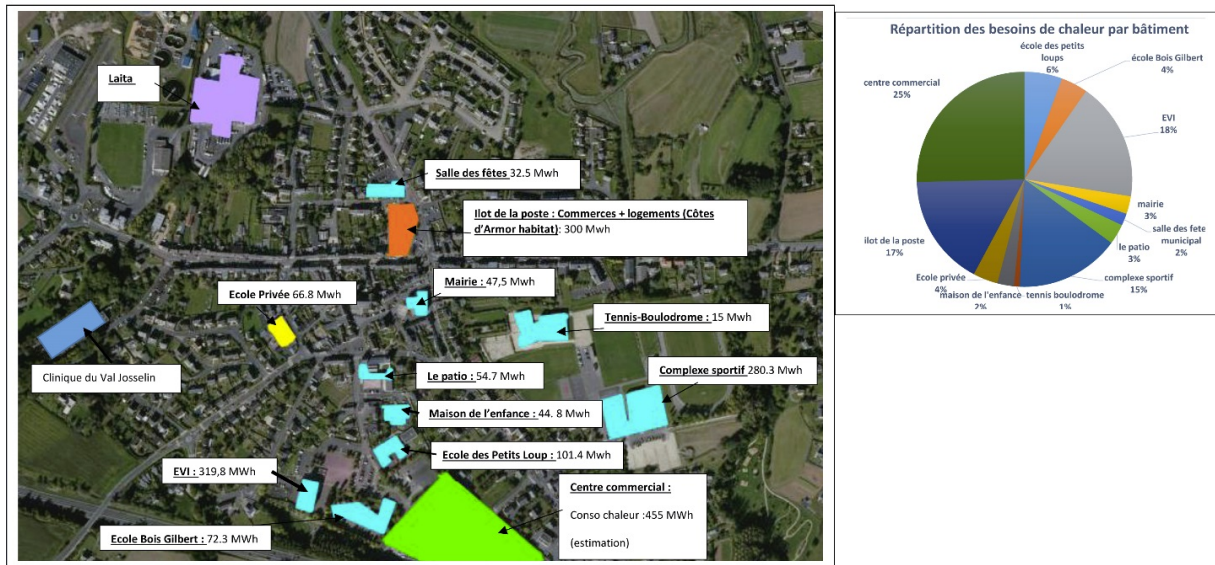 Laïta
Salle des fêtes 32.5 Mwh
Ilot de la poste : Commerces + logements (Côtes
d'Armor habitat): 300 Mwh
Mairie : 47,5 Mwh
Ecole Privée 66.8 Mwh
Tennis-Boulodrome : 15 Mwh
Clinique du Val Josselin
Le patio : 54.7 Mwh
Complexe sportif 280.3 Mwh
Maison de l'enfance : 44. 8 Mwh
Ecole des Petits Loup : 101.4 Mwh
EVI : 319,8 MWh
Centre commercial :
Conso chaleur :455 MWh
(estimation)
Ecole Bois Gilbert : 72.3 MWh
Répartition des besoins de chaleur par bâtiment
école des petits
loups
6%
école Bois Gilbert
4%
centre commercial
25%
EVI
18%
mairie
3%
salle des fete
municipal
2%
le patio
3%
ilot de la poste
17%
complexe sportif
15%
Ecole privée
4%
maison de l'enfance
2%
tennis boulodrome
1%